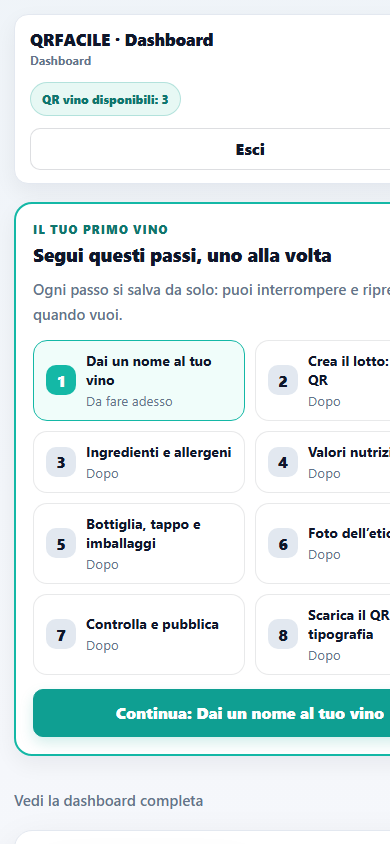 QRFACILE · Dashboard
Dashboard
QR vino disponibili: 3
Esci
IL TUO PRIMO VINO
Segui questi passi, uno alla volta
Ogni passo si salva da solo: puoi interrompere e
quando vuoi.
1
Dai un nome al tuo
vino
Da fare adesso
2
Crea il lotto:
QR
Dopo
3
Ingredienti e allergeni
Dopo
4
Valori
Dopo
5
Bottiglia, tappo e
imballaggi
Dopo
6
Foto
Dopo
7
Controlla e pubblica
Dopo
8
Scarica il QR
tipografia
Dopo
Continua: Dai un nome al tuo vino
Vedi la dashboard completa